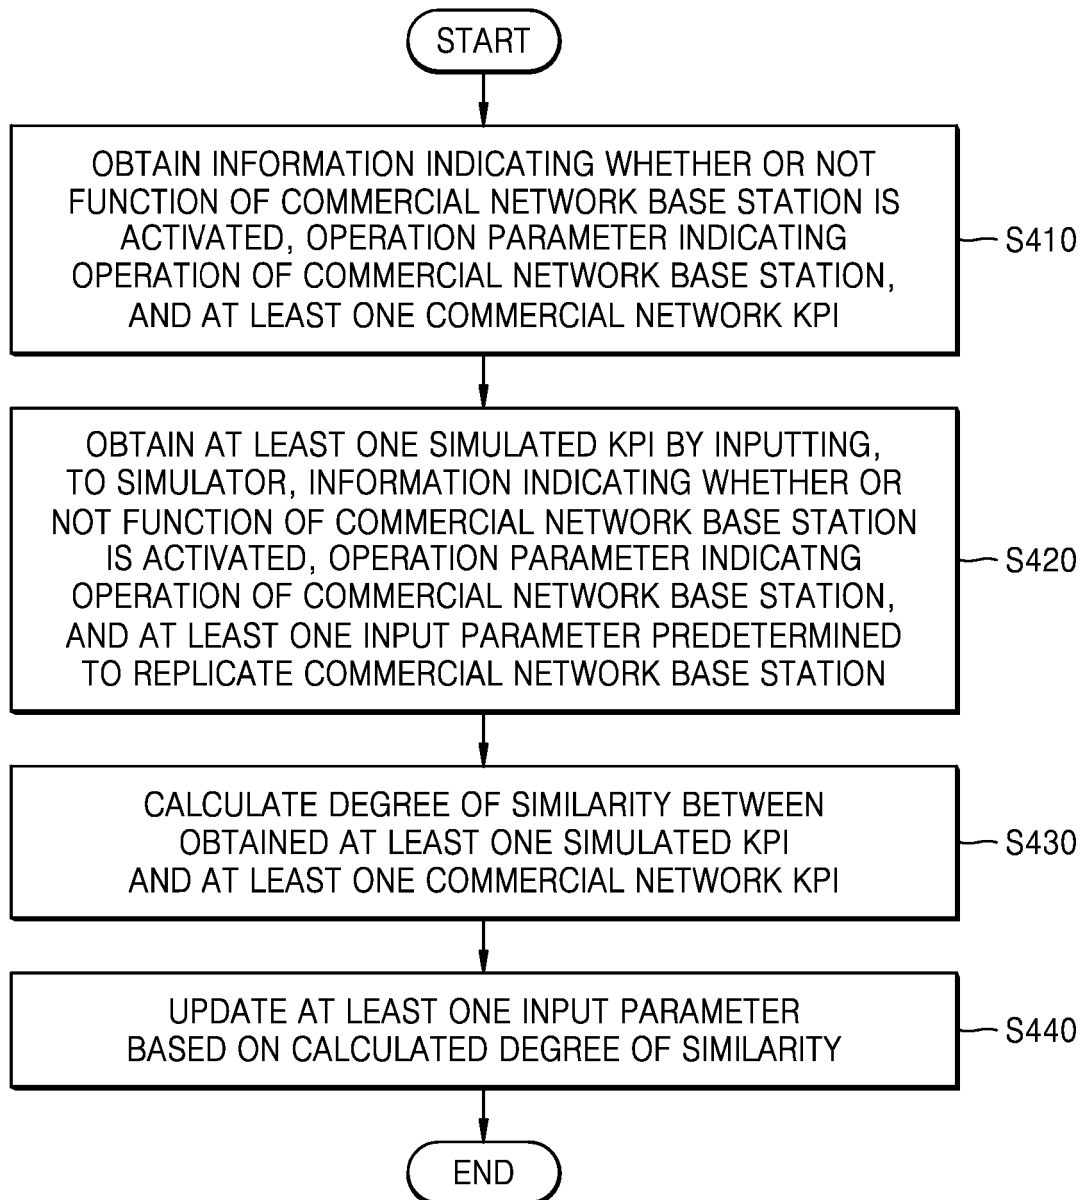 START
OBTAIN INFORMATION INDICATING WHETHER OR NOT
FUNCTION OF COMMERCIAL NETWORK BASE STATION IS
ACTIVATED, OPERATION PARAMETER INDICATING
OPERATION OF COMMERCIAL NETWORK BASE STATION,
AND AT LEAST ONE COMMERCIAL NETWORK KPI
S410
OBTAIN AT LEAST ONE SIMULATED KPI BY INPUTTING,
TO SIMULATOR, INFORMATION INDICATING WHETHER OR
NOT FUNCTION OF COMMERCIAL NETWORK BASE STATION
IS ACTIVATED, OPERATION PARAMETER INDICATNG
OPERATION OF COMMERCIAL NETWORK BASE STATION,
AND AT LEAST ONE INPUT PARAMETER PREDETERMINED
TO REPLICATE COMMERCIAL NETWORK BASE STATION
S420
CALCULATE DEGREE OF SIMILARITY BETWEEN
OBTAINED AT LEAST ONE SIMULATED KPI
AND AT LEAST ONE COMMERCIAL NETWORK KPI
S430
UPDATE AT LEAST ONE INPUT PARAMETER
BASED ON CALCULATED DEGREE OF SIMILARITY
S440
END